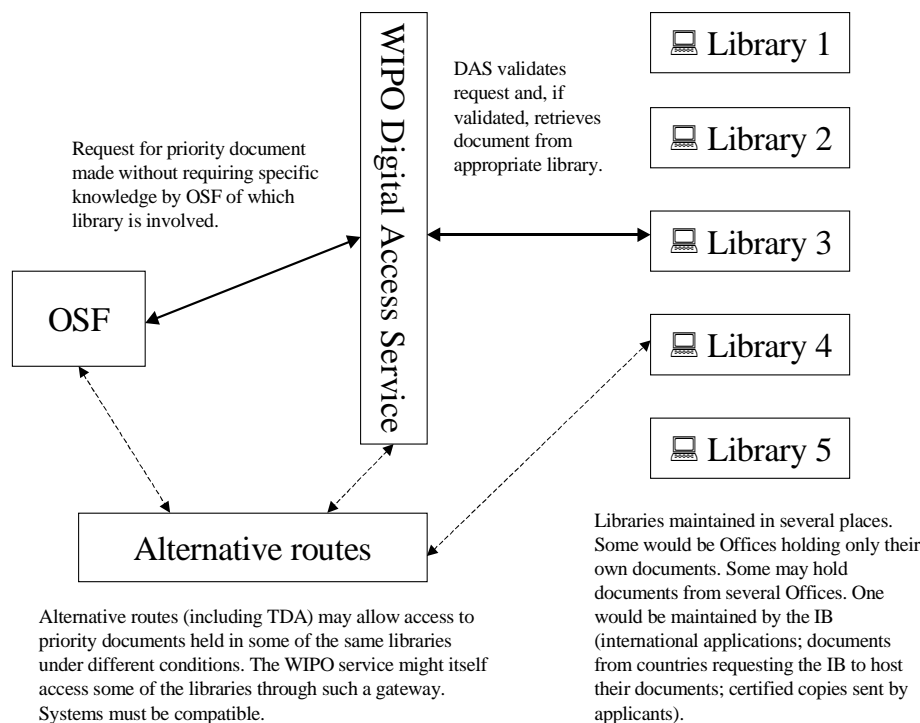 Library 1
WIPO Digital Access Service
DAS validates
request and, if
validated, retrieves
document from
appropriate library.
Library 2
Request for priority document
made without requiring specific
knowledge by OSF of which
library is involved.
Library 3
OSF
Library 4
Library 5
Alternative routes
Libraries maintained in several places.
Some would be Offices holding only their
own documents. Some may hold
documents from several Offices. One
would be maintained by the IB
(international applications; documents
from countries requesting the IB to host
their documents; certified copies sent by
applicants).
Alternative routes (including TDA) may allow access to
priority documents held in some of the same libraries
under different conditions. The WIPO service might itself
access some of the libraries through such a gateway.
Systems must be compatible.